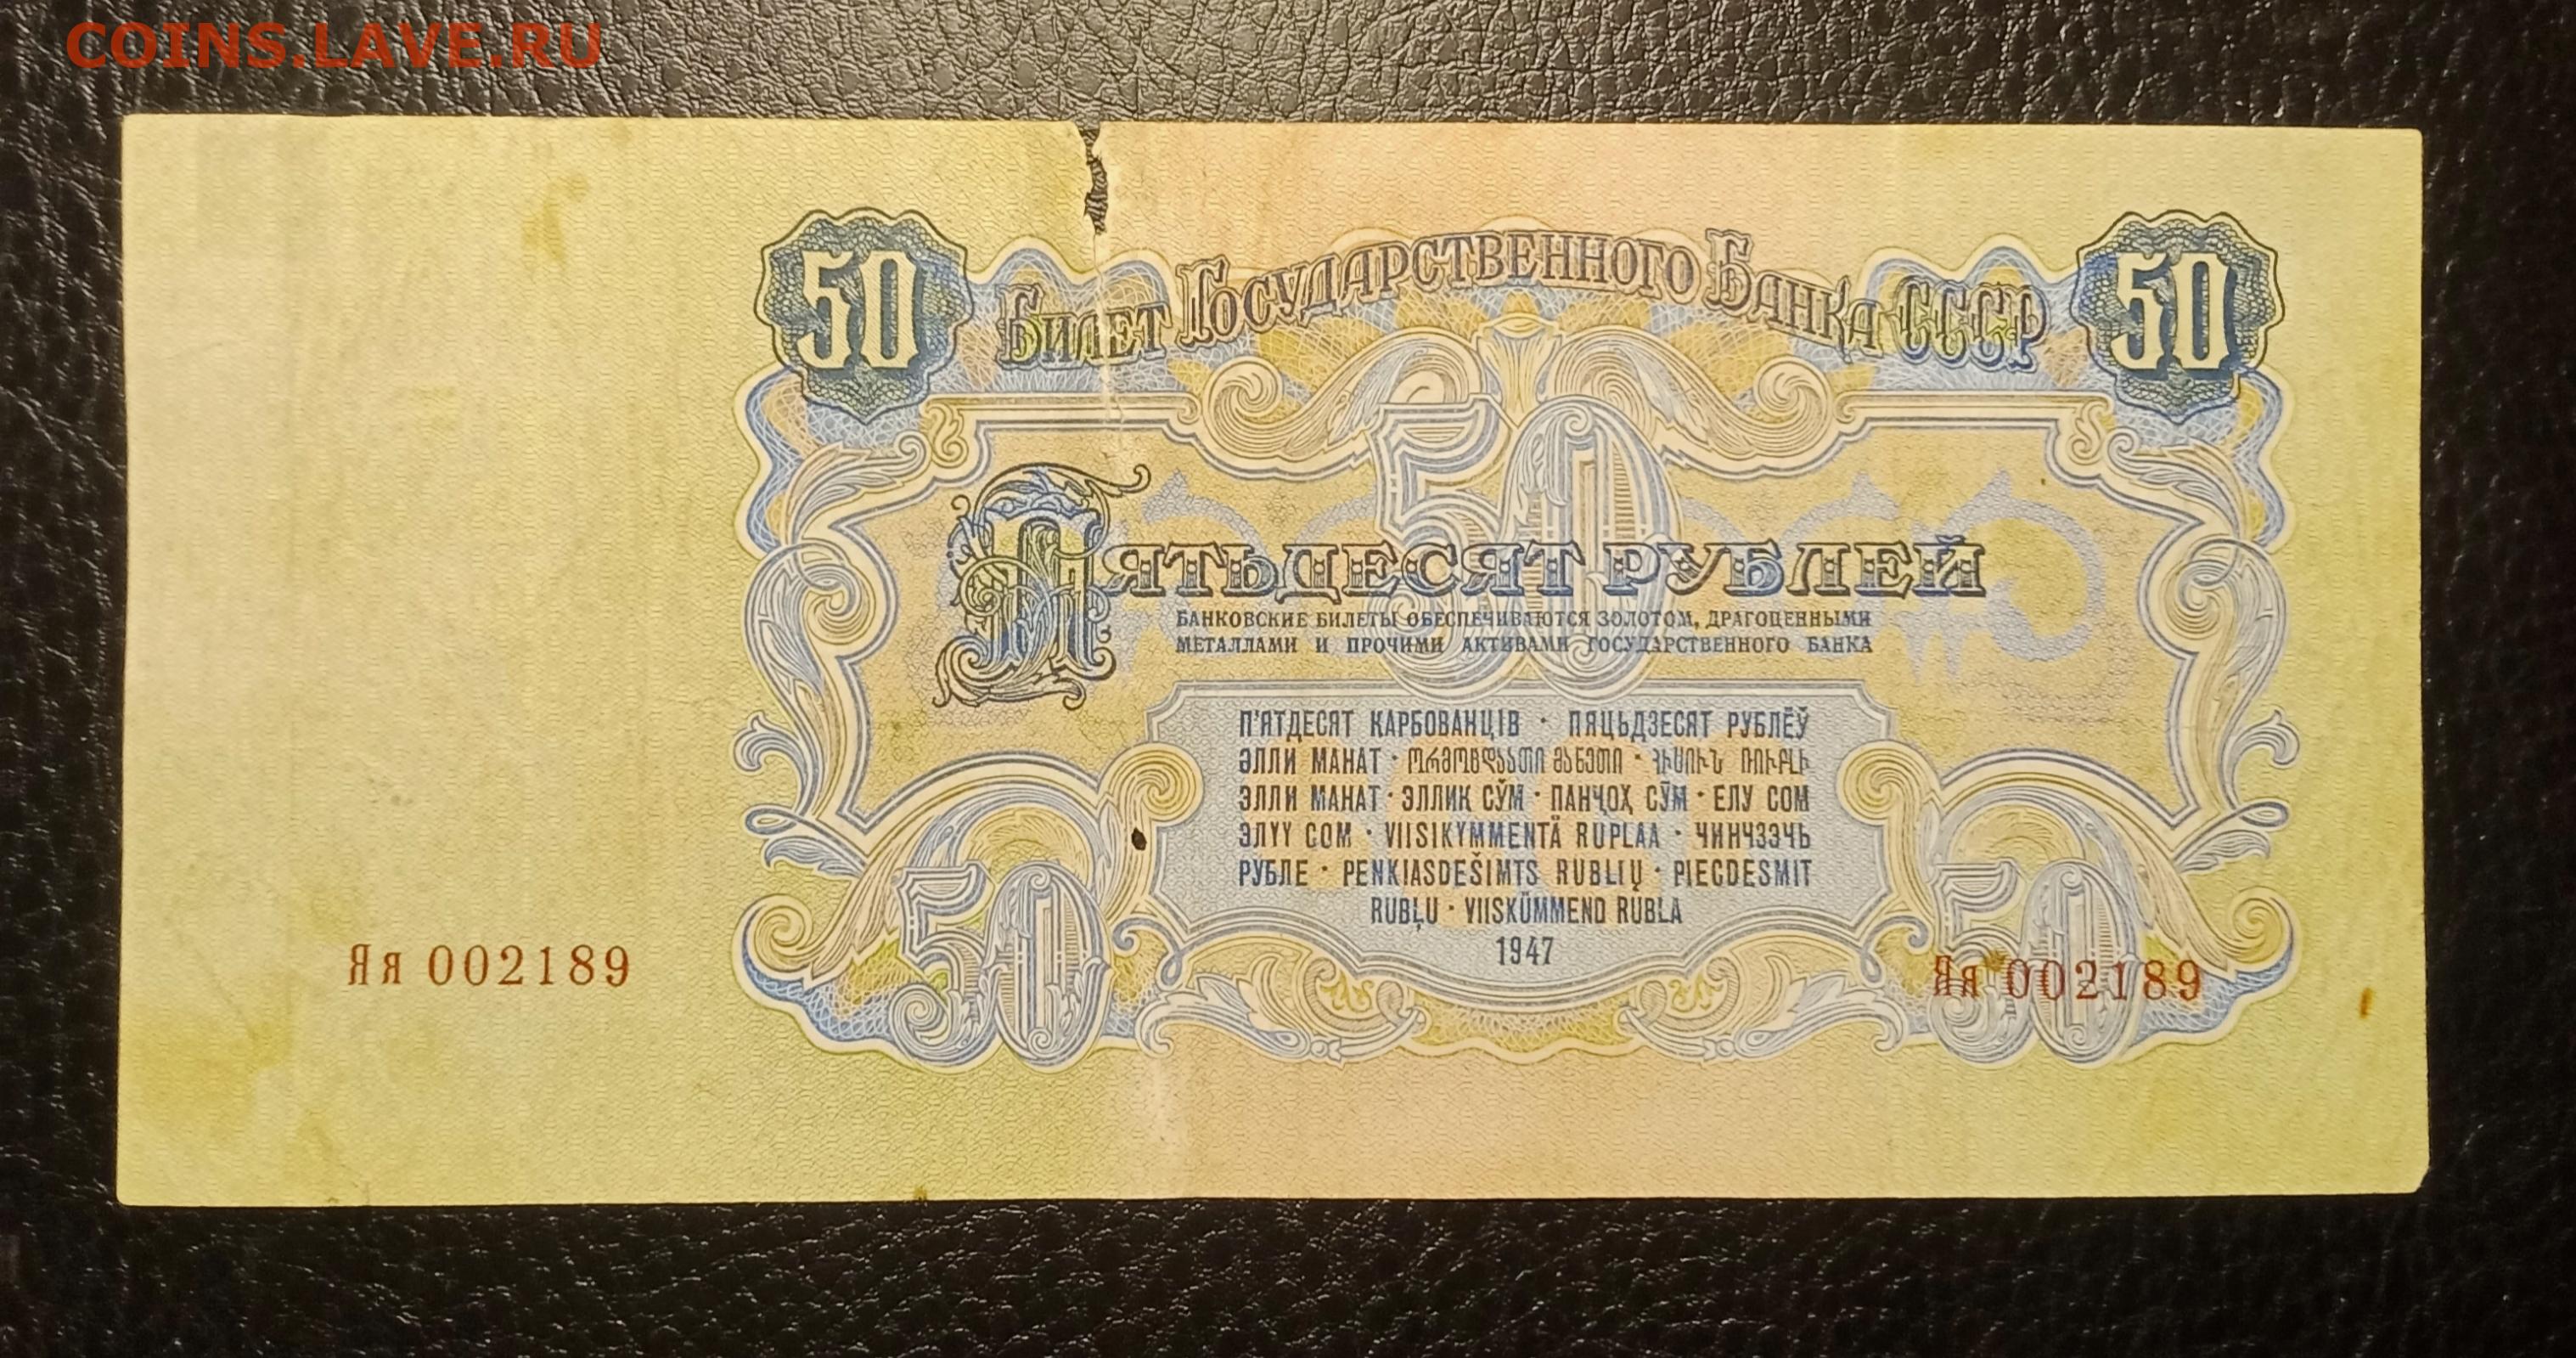 COINS.LAVE.RU
50 Билет Государственного Банка СССР 50
50
Пятьдесят рублей
БАНКОВСКИЕ БИЛЕТЫ ОБЕСПЕЧИВАЮТСЯ ЗОЛОТОМ, ДРАГОЦЕННЫМИ
МЕТАЛЛАМИ И ПРОЧИМИ АКТИВАМИ ГОСУДАРСТВЕННОГО БАНКА
П'ЯТДЕСЯТ КАРБОВАНЦІВ · ПЯЦЬДЗЕСЯТ РУБЛЁЎ
ӘЛЛИ МАНАТ · ორმოცდაათი მანეთი · ՀԻՍՈՒՆ ՌՈՒԲԼԻ
ЭЛЛИ МАНАТ · ЭЛЛИК СЎМ · ПАНҶОҲ СӮМ · ЕЛУ СОМ
ЭЛҮҮ СОМ · VIISIKYMMENTÄ RUPLAA · ЧИНЧЗЭЧЬ
РУБЛЕ · PENKIASDEŠIMTS RUBLIŲ · PIECDESMIT
RUBĻU · VIISKÜMMEND RUBLA
1947
50 50
Яя 002189 Яя 002189